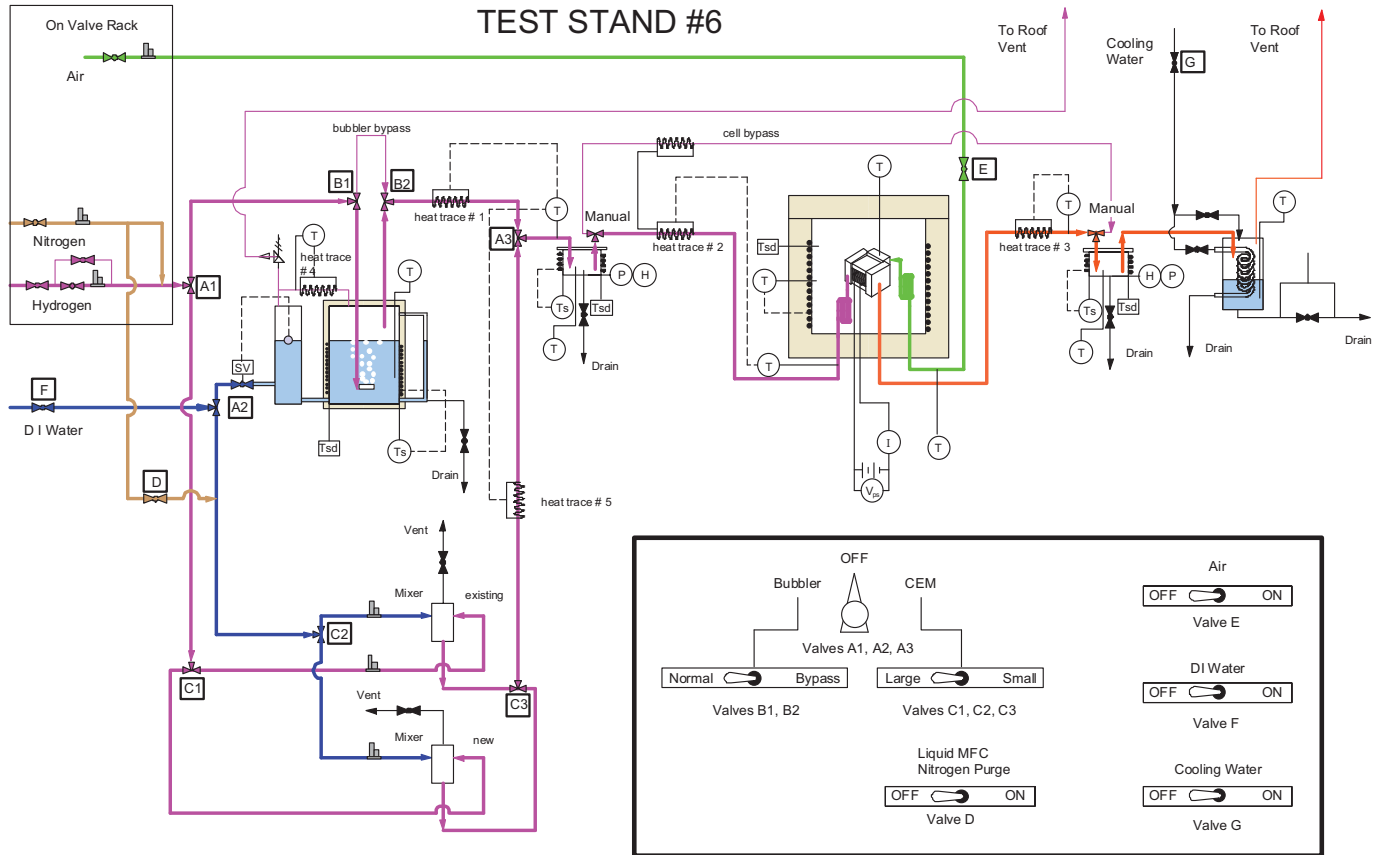 TEST STAND #6
On Valve Rack
Air
Nitrogen
Hydrogen
A1
F
D I Water
A2
SV
D
bubbler bypass
B1
B2
heat trace # 1
T
heat trace
# 4
T
Tsd
Ts
Drain
A3
T
Manual
P
H
Ts
Tsd
T
Drain
cell bypass
heat trace # 2
T
Tsd
T
T
E
T
I
Vps
T
To Roof
Vent
Cooling
Water
G
To Roof
Vent
heat trace # 3
T
Manual
H
P
Ts
Tsd
T
Drain
T
Drain
Drain
heat trace # 5
Vent
Mixer
existing
C2
C1
C3
Vent
Mixer
new
OFF
Bubbler
CEM
Valves A1, A2, A3
Normal
Bypass
Valves B1, B2
Large
Small
Valves C1, C2, C3
Liquid MFC
Nitrogen Purge
OFF
ON
Valve D
Air
OFF
ON
Valve E
DI Water
OFF
ON
Valve F
Cooling Water
OFF
ON
Valve G